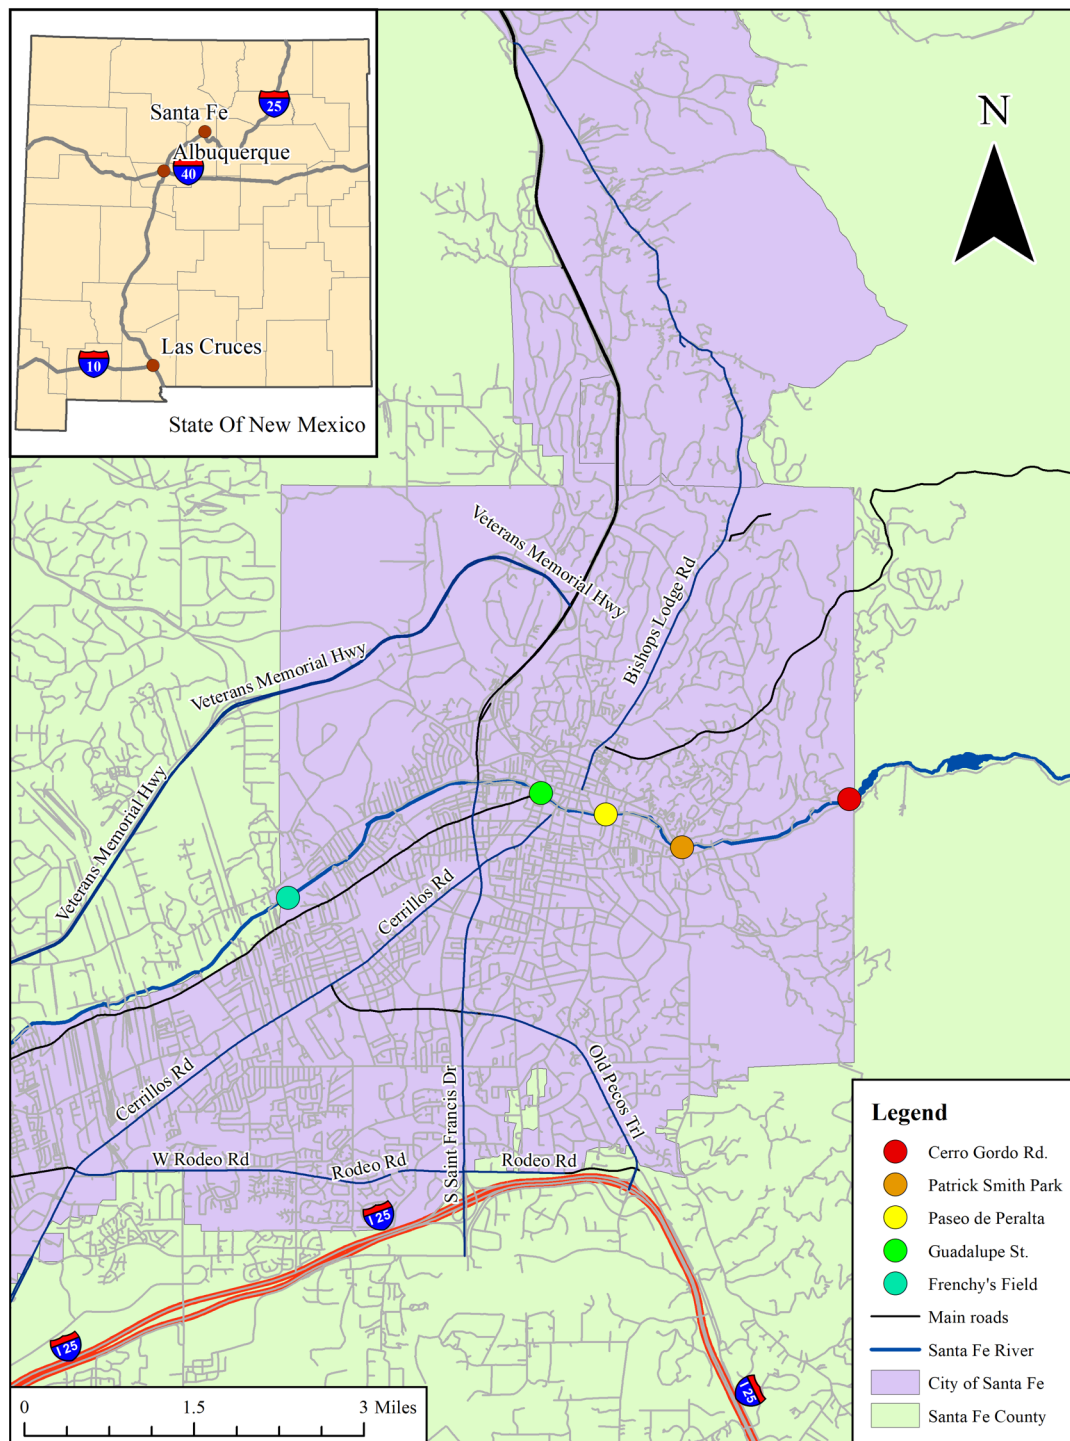 Santa Fe
25
Albuquerque
40
Las Cruces
10
State Of New Mexico
N
Veterans Memorial Hwy
Bishops Lodge Rd
Veterans Memorial Hwy
Veterans Memorial Hwy
Cerrillos Rd
Cerrillos Rd
Old Pecos Trl
S Saint Francis Dr
W Rodeo Rd
Rodeo Rd
Rodeo Rd
I 25
I 25
I 25
0 1.5 3 Miles
Legend
Cerro Gordo Rd.
Patrick Smith Park
Paseo de Peralta
Guadalupe St.
Frenchy's Field
Main roads
Santa Fe River
City of Santa Fe
Santa Fe County